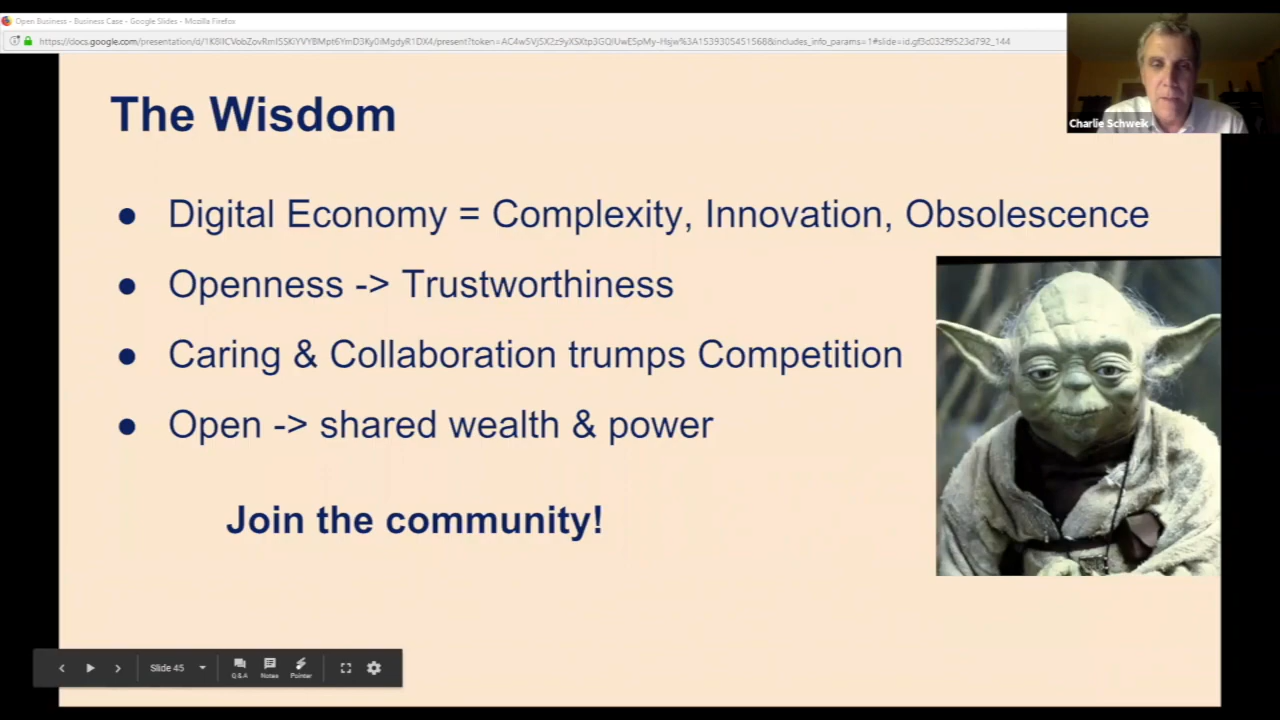 Open Business - Business Case - Google Slides - Mozilla Firefox
Charlie Schweik
The Wisdom
● Digital Economy = Complexity, Innovation, Obsolescence
● Openness -> Trustworthiness
● Caring & Collaboration trumps Competition
● Open -> shared wealth & power
Join the community!
Slide 45
Q&A Notes Pointer